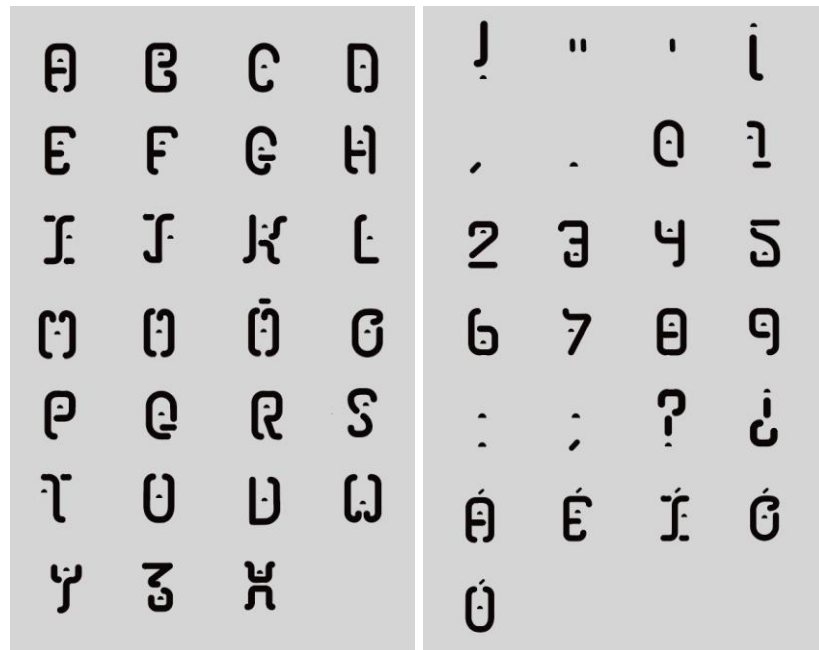 A B C D
E F G H
I J K L
M N Ñ O
P Q R S
T U V W
Y Z X
! " ' ¡
, . 0 1
2 3 4 5
6 7 8 9
: ; ? ¿
Á É Í Ó
Ú